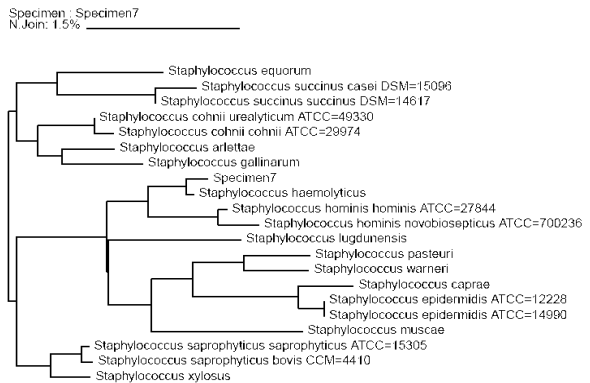 Specimen : Specimen7
N.Join: 1.5%
Staphylococcus equorum
Staphylococcus succinus casei DSM=15096
Staphylococcus succinus succinus DSM=14617
Staphylococcus cohnii urealyticum ATCC=49330
Staphylococcus cohnii cohnii ATCC=29974
Staphylococcus arlettae
Staphylococcus gallinarum
Specimen7
Staphylococcus haemolyticus
Staphylococcus hominis hominis ATCC=27844
Staphylococcus hominis novobiosepticus ATCC=700236
Staphylococcus lugdunensis
Staphylococcus pasteuri
Staphylococcus warneri
Staphylococcus caprae
Staphylococcus epidermidis ATCC=12228
Staphylococcus epidermidis ATCC=14990
Staphylococcus muscae
Staphylococcus saprophyticus saprophyticus ATCC=15305
Staphylococcus saprophyticus bovis CCM=4410
Staphylococcus xylosus